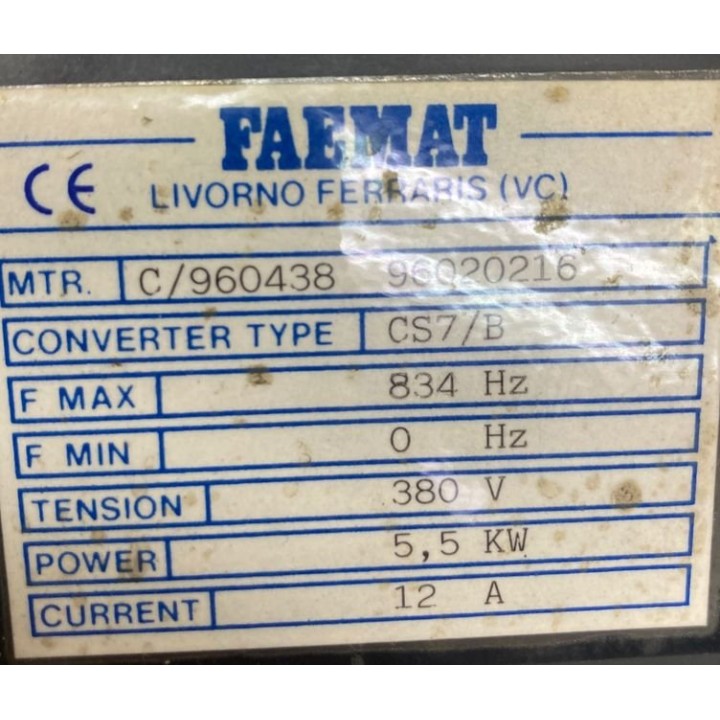 FAEMAT
CE
LIVORNO FERRARIS (VC)
MTR. C/960438 96020216
CONVERTER TYPE CS7/B
F MAX 834 Hz
F MIN 0 Hz
TENSION 380 V
POWER 5,5 KW
CURRENT 12 A